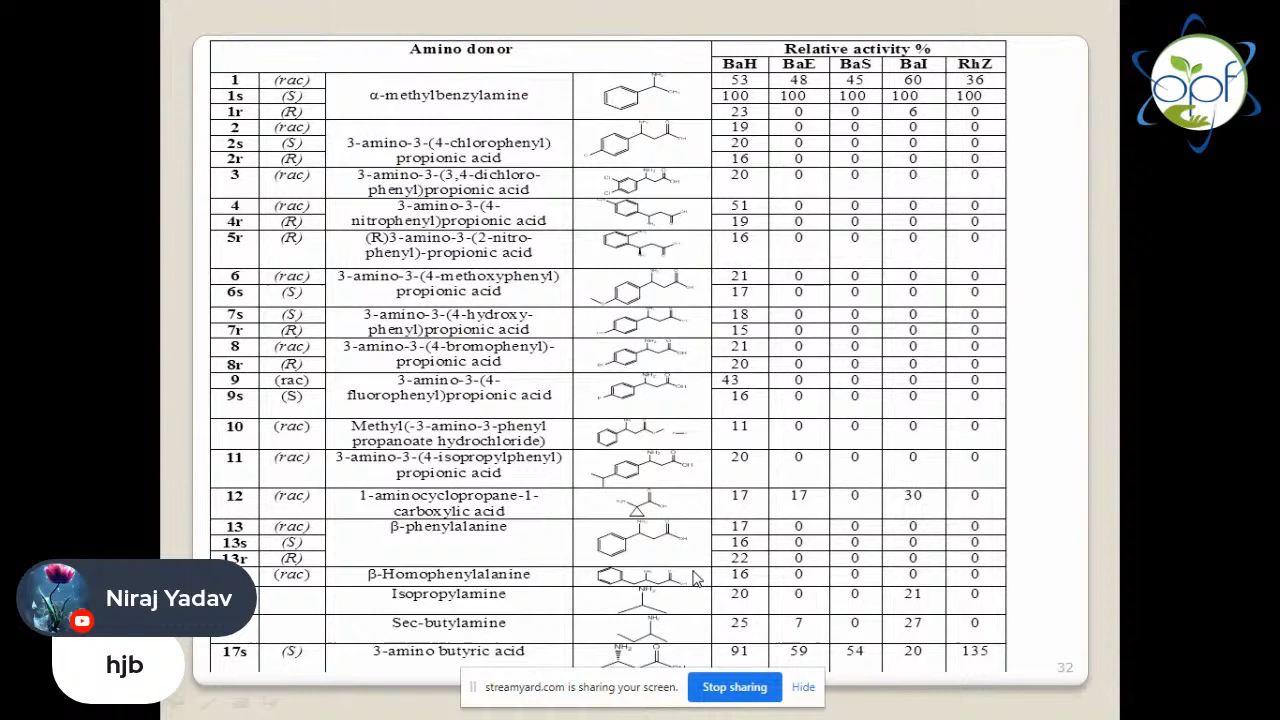 Amino donor Relative activity %
BaH BaE BaS BaI RhZ
1 (rac) 53 48 45 60 36
1s (S) α-methylbenzylamine 100 100 100 100 100
1r (R) 23 0 0 6 0
2 (rac) 19 0 0 0 0
2s (S) 3-amino-3-(4-chlorophenyl) 20 0 0 0 0
2r (R) propionic acid 16 0 0 0 0
3 (rac) 3-amino-3-(3,4-dichloro- 20 0 0 0 0
phenyl)propionic acid
4 (rac) 3-amino-3-(4- 51 0 0 0 0
4r (R) nitrophenyl)propionic acid 19 0 0 0 0
5r (R) (R)3-amino-3-(2-nitro- 16 0 0 0 0
phenyl)-propionic acid
6 (rac) 3-amino-3-(4-methoxyphenyl) 21 0 0 0 0
6s (S) propionic acid 17 0 0 0 0
7s (S) 3-amino-3-(4-hydroxy- 18 0 0 0 0
7r (R) phenyl)propionic acid 15 0 0 0 0
8 (rac) 3-amino-3-(4-bromophenyl)- 21 0 0 0 0
8r (R) propionic acid 20 0 0 0 0
9 (rac) 3-amino-3-(4- 43 0 0 0 0
9s (S) fluorophenyl)propionic acid 16 0 0 0 0
10 (rac) Methyl(-3-amino-3-phenyl 11 0 0 0 0
propanoate hydrochloride)
11 (rac) 3-amino-3-(4-isopropylphenyl) 20 0 0 0 0
propionic acid
12 (rac) 1-aminocyclopropane-1- 17 17 0 30 0
carboxylic acid
13 (rac) β-phenylalanine 17 0 0 0 0
13s (S) 16 0 0 0 0
13r (R) 22 0 0 0 0
(rac) β-Homophenylalanine 16 0 0 0 0
Isopropylamine 20 0 0 21 0
Sec-butylamine 25 7 0 27 0
17s (S) 3-amino butyric acid 91 59 54 20 135
32
opf
Niraj Yadav
hjb
streamyard.com is sharing your screen. Stop sharing Hide